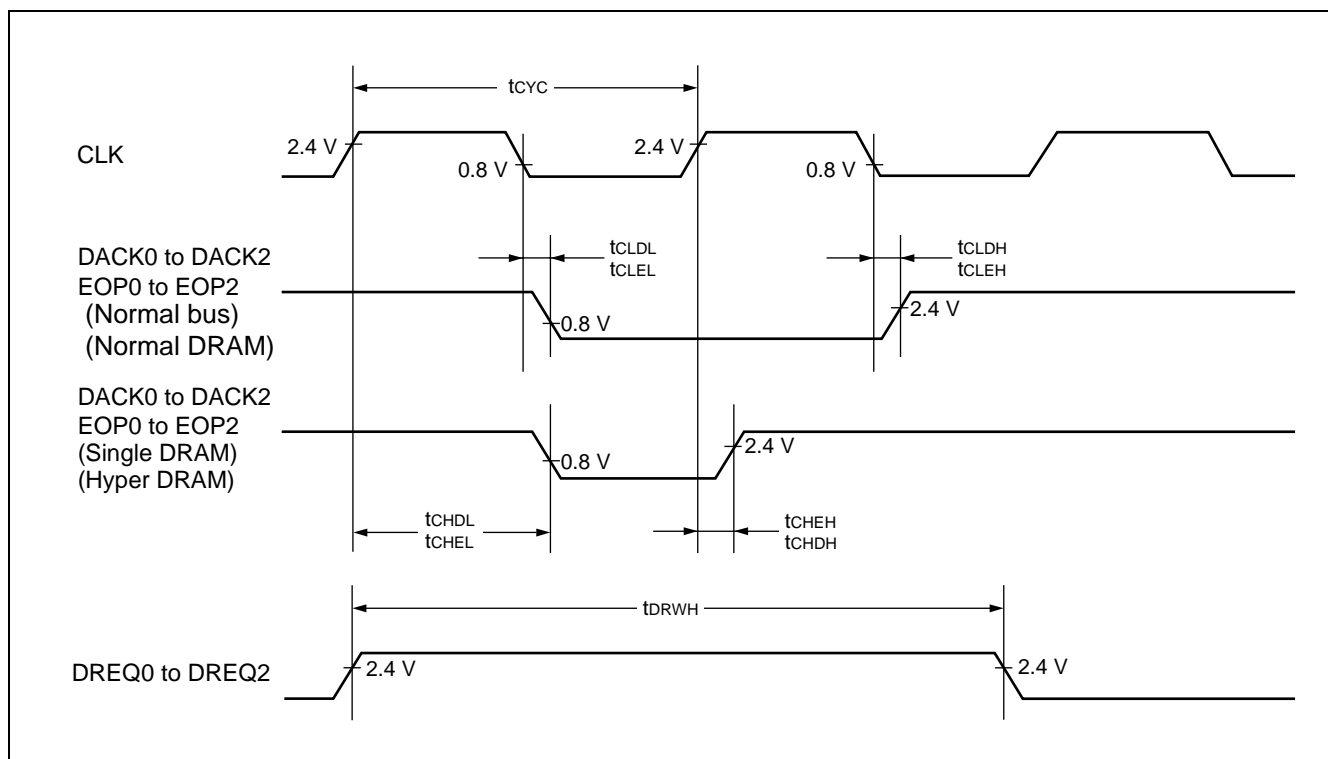 tCYC
CLK
2.4 V
0.8 V
2.4 V
0.8 V
DACK0 to DACK2
EOP0 to EOP2
(Normal bus)
(Normal DRAM)
tCLDL
tCLEL
tCLDH
tCLEH
0.8 V
2.4 V
DACK0 to DACK2
EOP0 to EOP2
(Single DRAM)
(Hyper DRAM)
0.8 V
2.4 V
tCHDL
tCHEL
tCHEH
tCHDH
tDRWH
DREQ0 to DREQ2
2.4 V
2.4 V